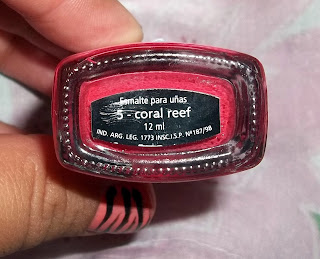 Esmalte para uñas
5 - coral reef
12 ml
IND. ARG. LEG. 1773 INSC.I.S.P. Nº187/98